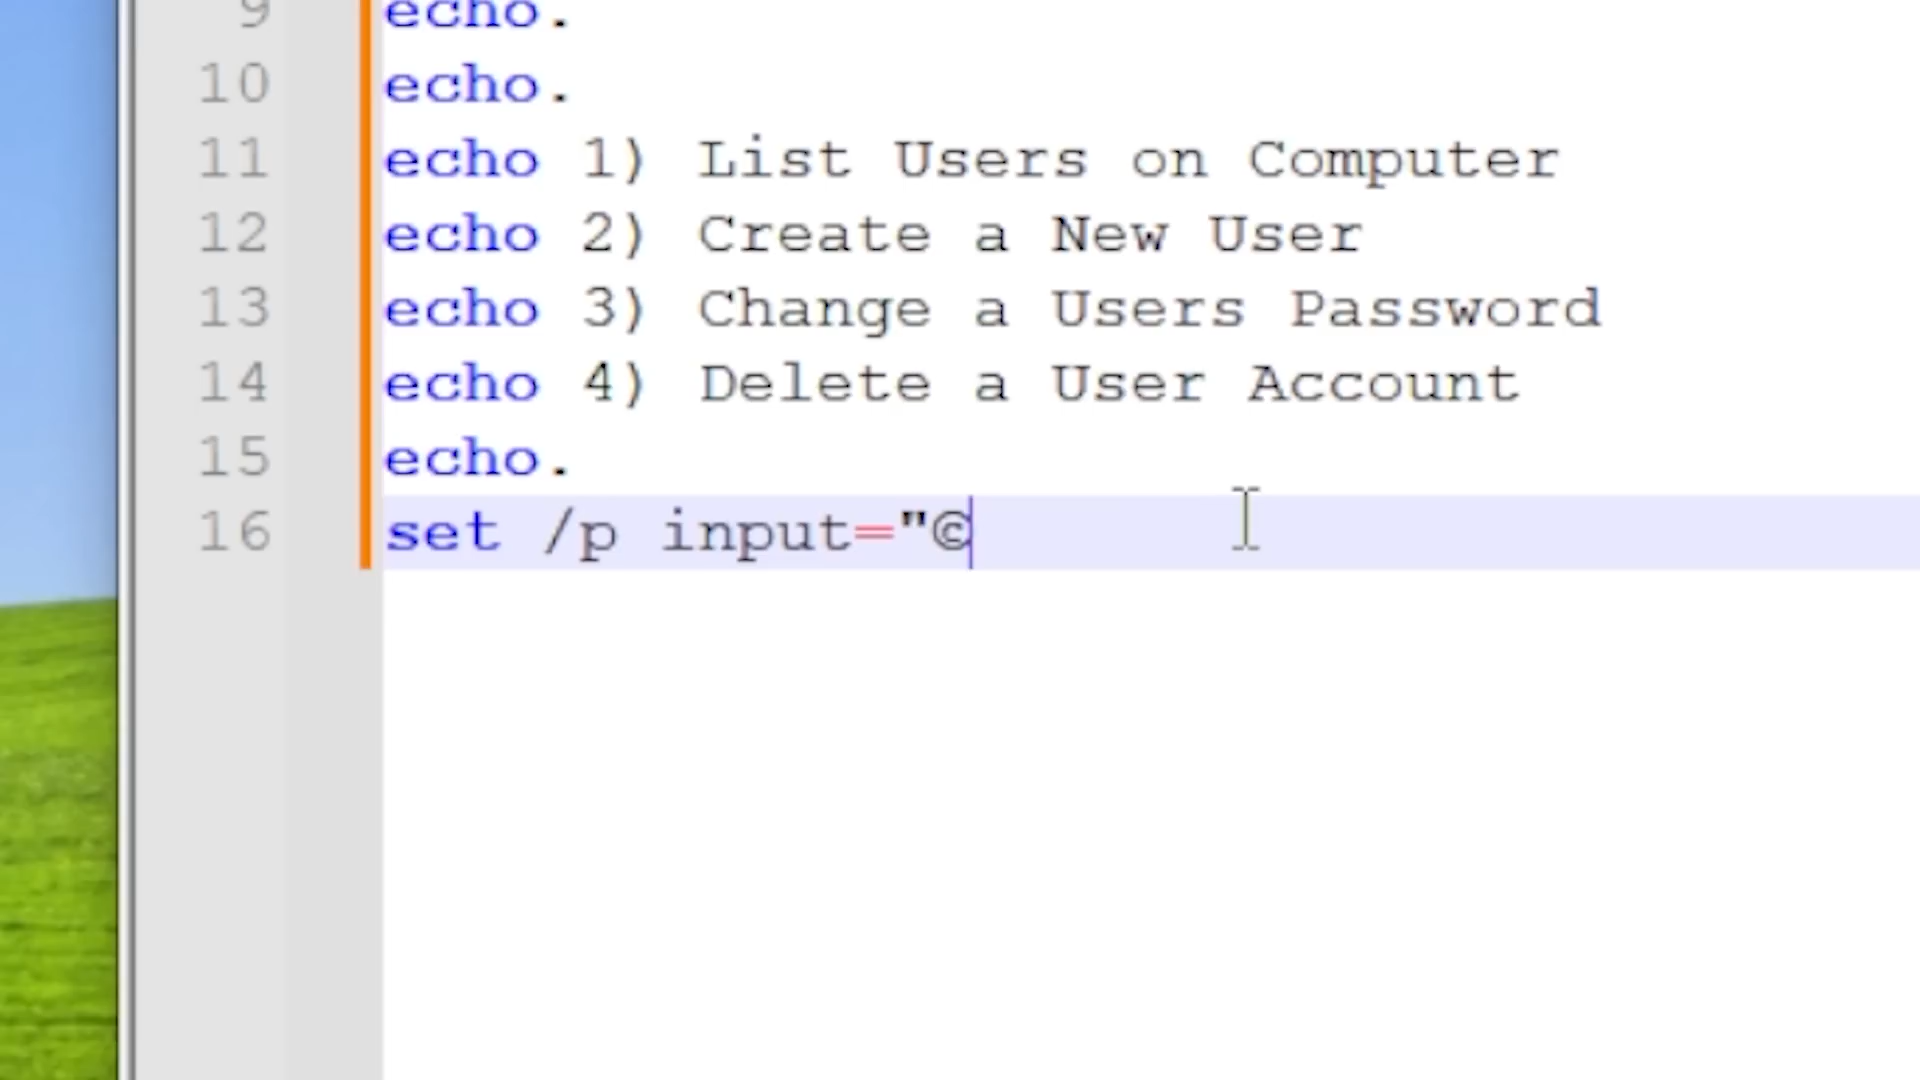 9 echo.
10 echo.
11 echo 1) List Users on Computer
12 echo 2) Create a New User
13 echo 3) Change a Users Password
14 echo 4) Delete a User Account
15 echo.
16 set /p input="©